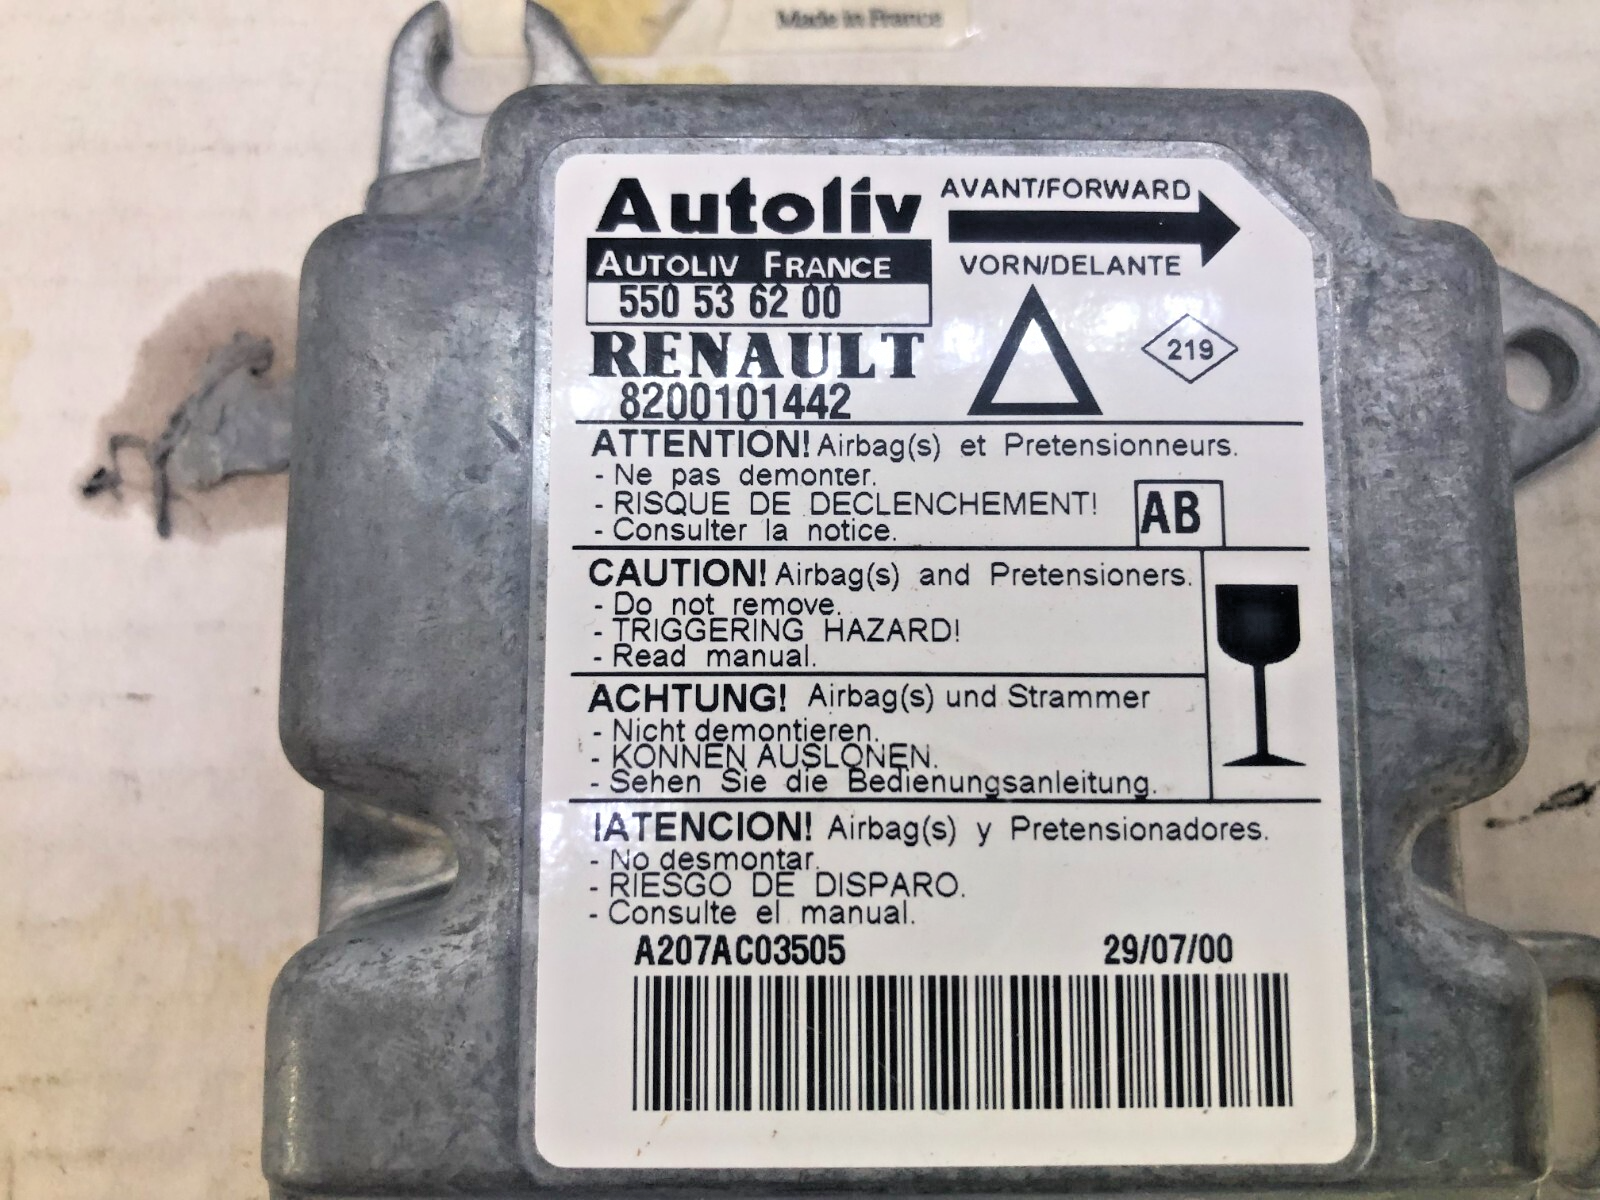 Made in France
Autoliv
AUTOLIV FRANCE
550 53 62 00
RENAULT
8200101442
AVANT/FORWARD
VORN/DELANTE
219
ATTENTION! Airbag(s) et Pretensionneurs.
- Ne pas demonter.
- RISQUE DE DECLENCHEMENT!
- Consulter la notice.
AB
CAUTION! Airbag(s) and Pretensioners.
- Do not remove.
- TRIGGERING HAZARD!
- Read manual.
ACHTUNG! Airbag(s) und Strammer
- Nicht demontieren.
- KONNEN AUSLONEN.
- Sehen Sie die Bedienungsanleitung.
!ATENCION! Airbag(s) y Pretensionadores.
- No desmontar.
- RIESGO DE DISPARO.
- Consulte el manual.
A207AC03505 29/07/00